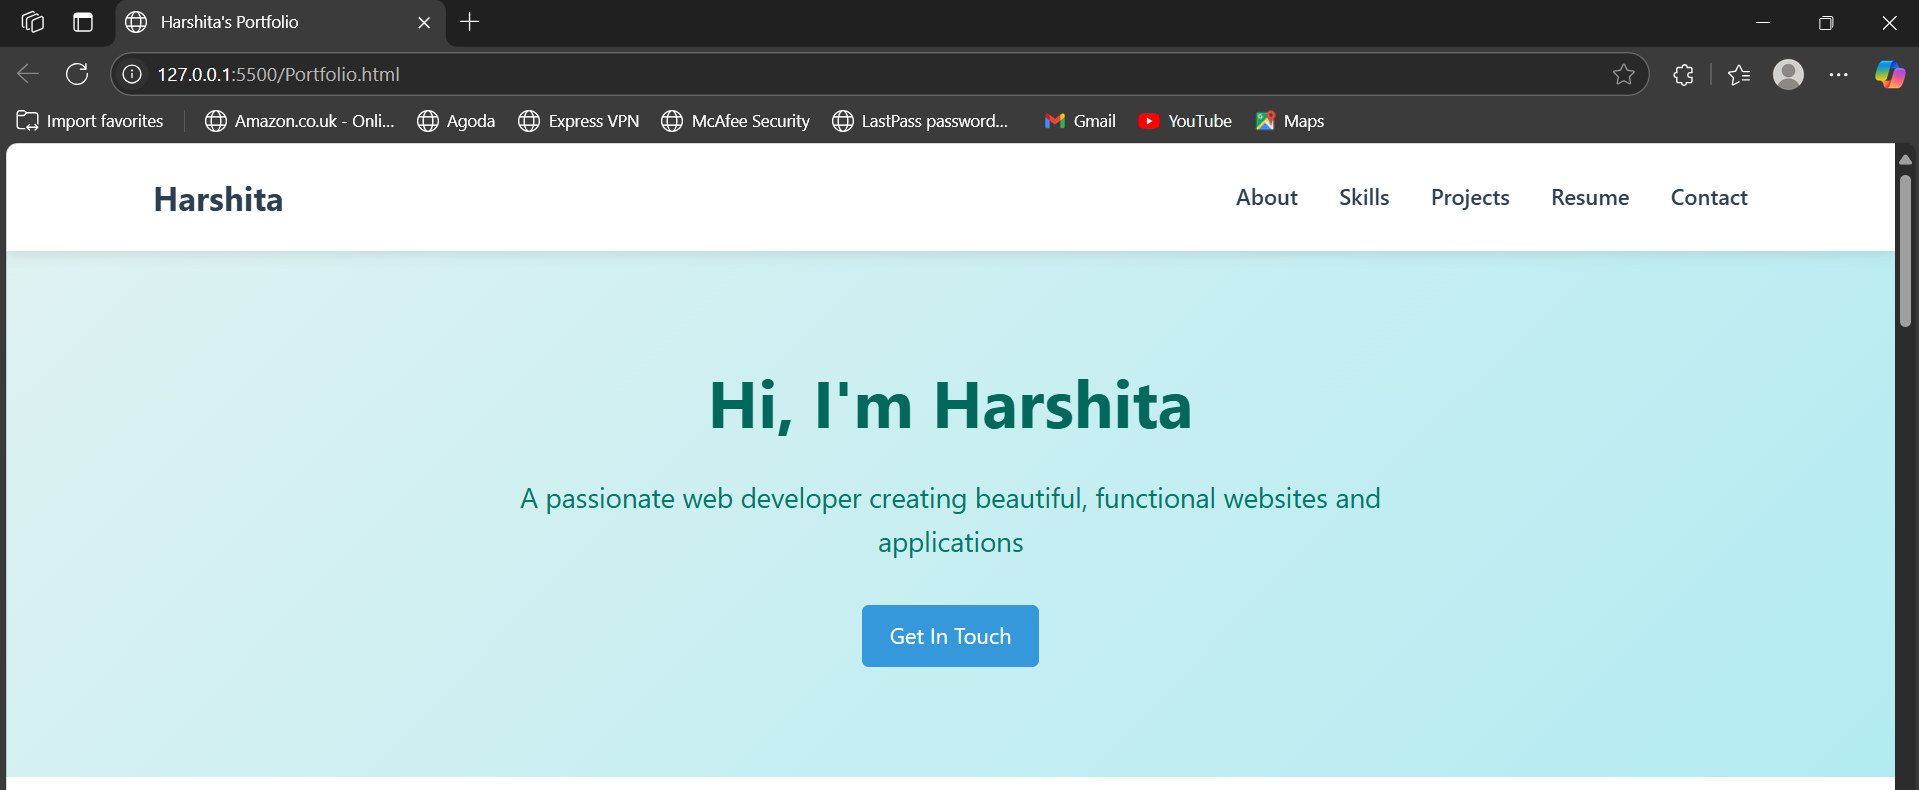 Harshita's Portfolio
127.0.0.1:5500/Portfolio.html
Import favorites Amazon.co.uk - Onli... Agoda Express VPN McAfee Security LastPass password... Gmail YouTube Maps
Harshita About Skills Projects Resume Contact
Hi, I'm Harshita
A passionate web developer creating beautiful, functional websites and
applications
Get In Touch